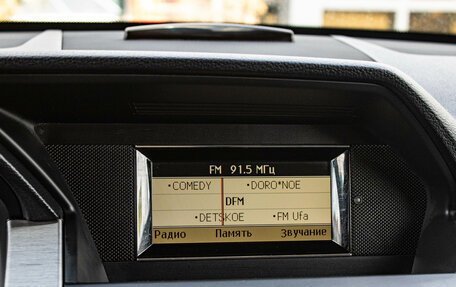 FM 91.5 МГц
•COMEDY •DORO*NOE
DFM
•DETSKOE •FM Ufa
Радио Память Звучание